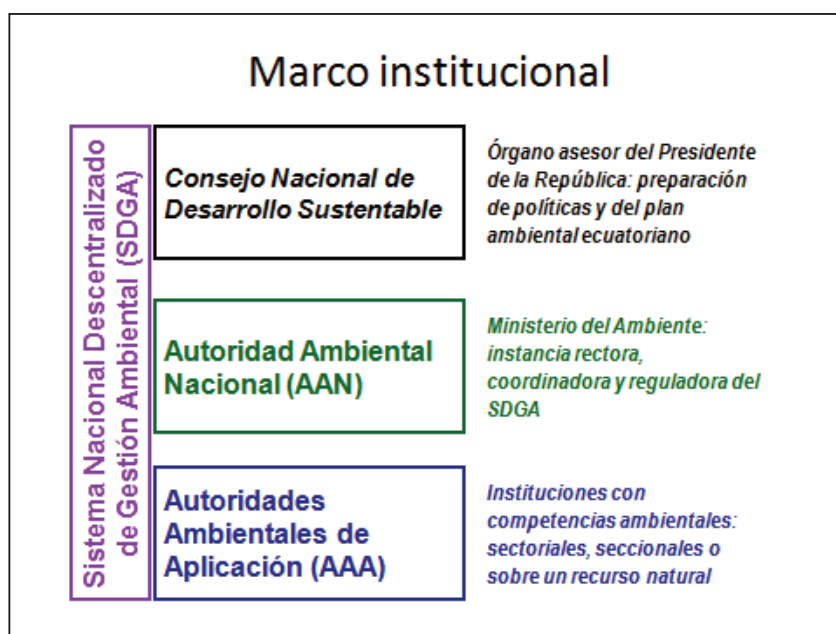 Marco institucional
Sistema Nacional Descentralizado
de Gestión Ambiental (SDGA)
Consejo Nacional de
Desarrollo Sustentable
Órgano asesor del Presidente
de la República: preparación
de políticas y del plan
ambiental ecuatoriano
Autoridad Ambiental
Nacional (AAN)
Ministerio del Ambiente:
instancia rectora,
coordinadora y reguladora del
SDGA
Autoridades
Ambientales de
Aplicación (AAA)
Instituciones con
competencias ambientales:
sectoriales, seccionales o
sobre un recurso natural